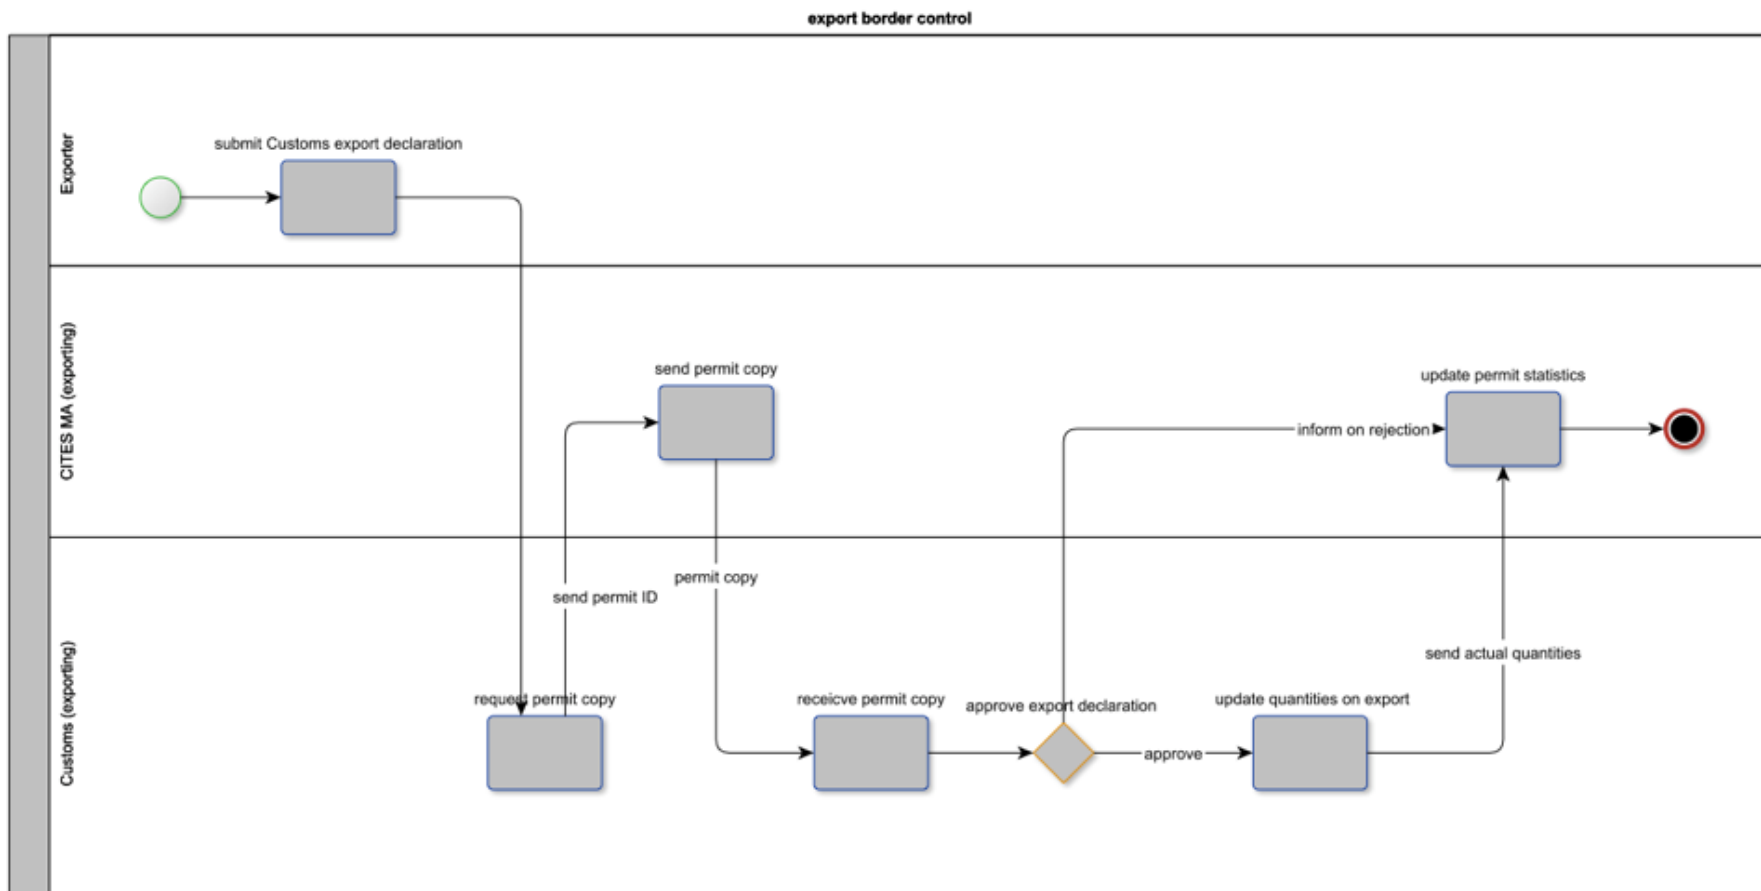 export border control
Exporter
submit Customs export declaration
CITES MA (exporting)
send permit copy
update permit statistics
inform on rejection
Customs (exporting)
permit copy
send permit ID
send actual quantities
request permit copy
receicve permit copy
approve export declaration
update quantities on export
approve